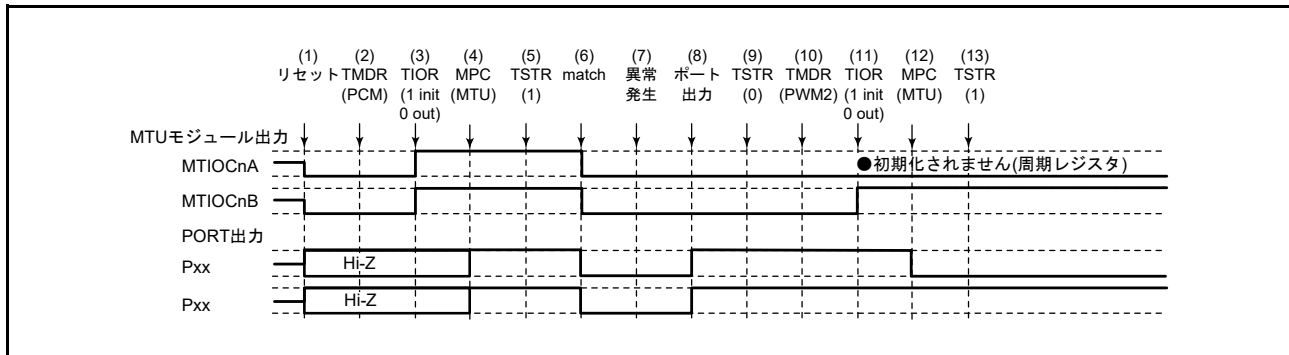 (1) (2) (3) (4) (5) (6) (7) (8) (9) (10) (11) (12) (13)
リセット TMDR TIOR MPC TSTR match 異常 ポート TSTR TMDR TIOR MPC TSTR
(PCM) (1 init (MTU) (1) 発生 出力 (0) (PWM2) (1 init (MTU) (1)
0 out) 0 out)
MTUモジュール出力
MTIOCnA ●初期化されません(周期レジスタ)
MTIOCnB
PORT出力
Pxx Hi-Z
Pxx Hi-Z